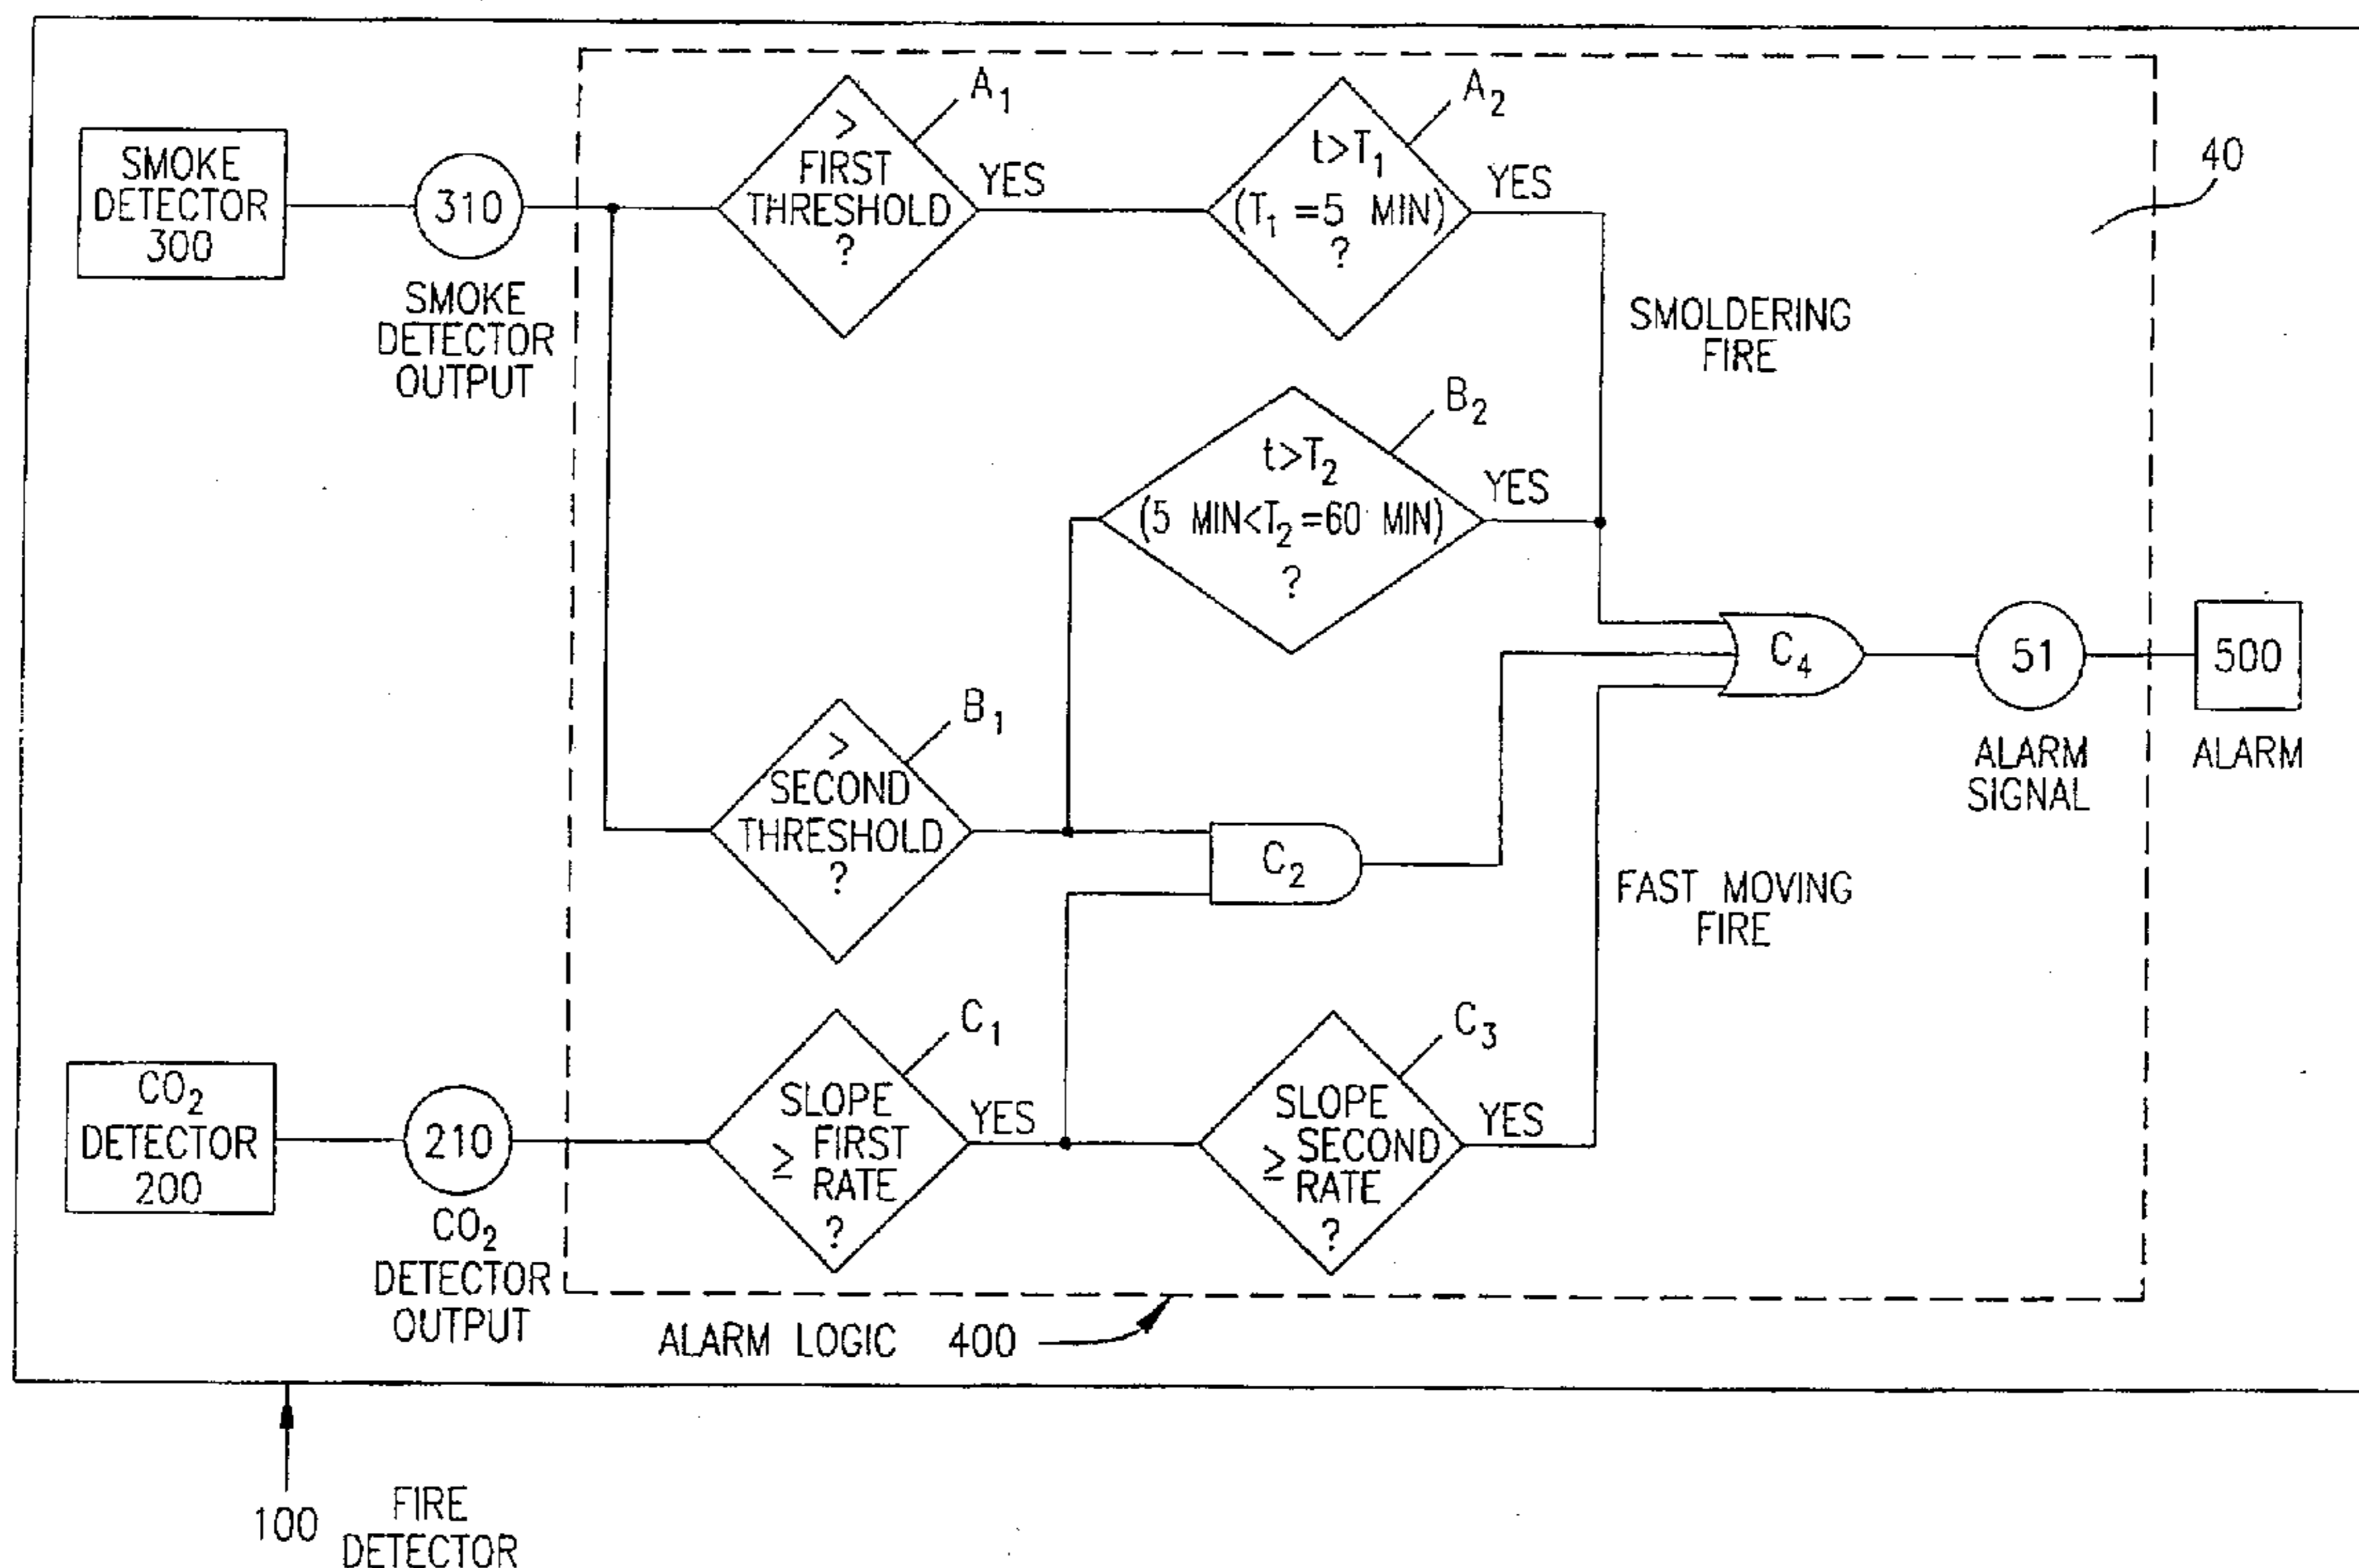 SMOKE
DETECTOR
300
310
SMOKE
DETECTOR
OUTPUT
>
FIRST
THRESHOLD
?
A₁
YES
t>T₁
(T₁ =5 MIN)
?
A₂
YES
40
SMOLDERING
FIRE
t>T₂
(5 MIN<T₂=60 MIN)
?
B₂
YES
>
SECOND
THRESHOLD
?
B₁
C₂
C₄
51
ALARM
SIGNAL
500
ALARM
FAST MOVING
FIRE
CO₂
DETECTOR
200
210
CO₂
DETECTOR
OUTPUT
SLOPE
≥ FIRST
RATE
?
C₁
YES
SLOPE
≥ SECOND
RATE
?
C₃
YES
ALARM LOGIC 400
100
FIRE
DETECTOR